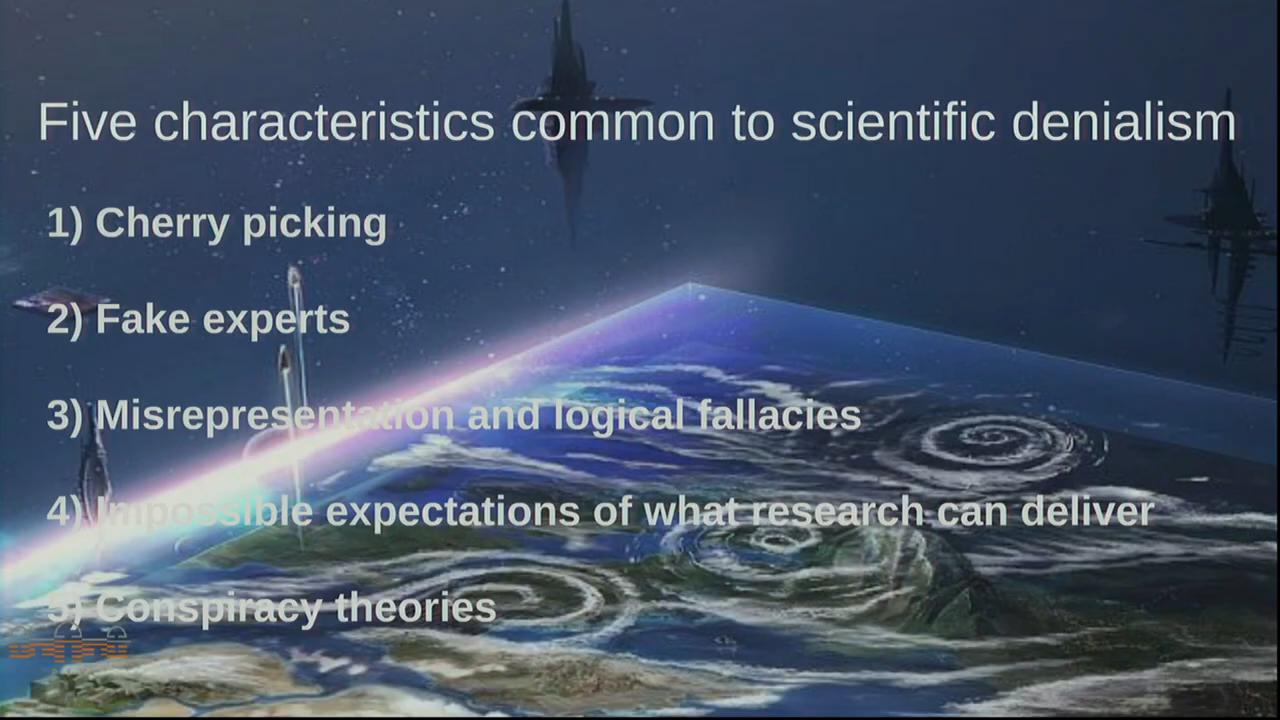 Five characteristics common to scientific denialism
1) Cherry picking
2) Fake experts
3) Misrepresentation and logical fallacies
4) Impossible expectations of what research can deliver
5) Conspiracy theories